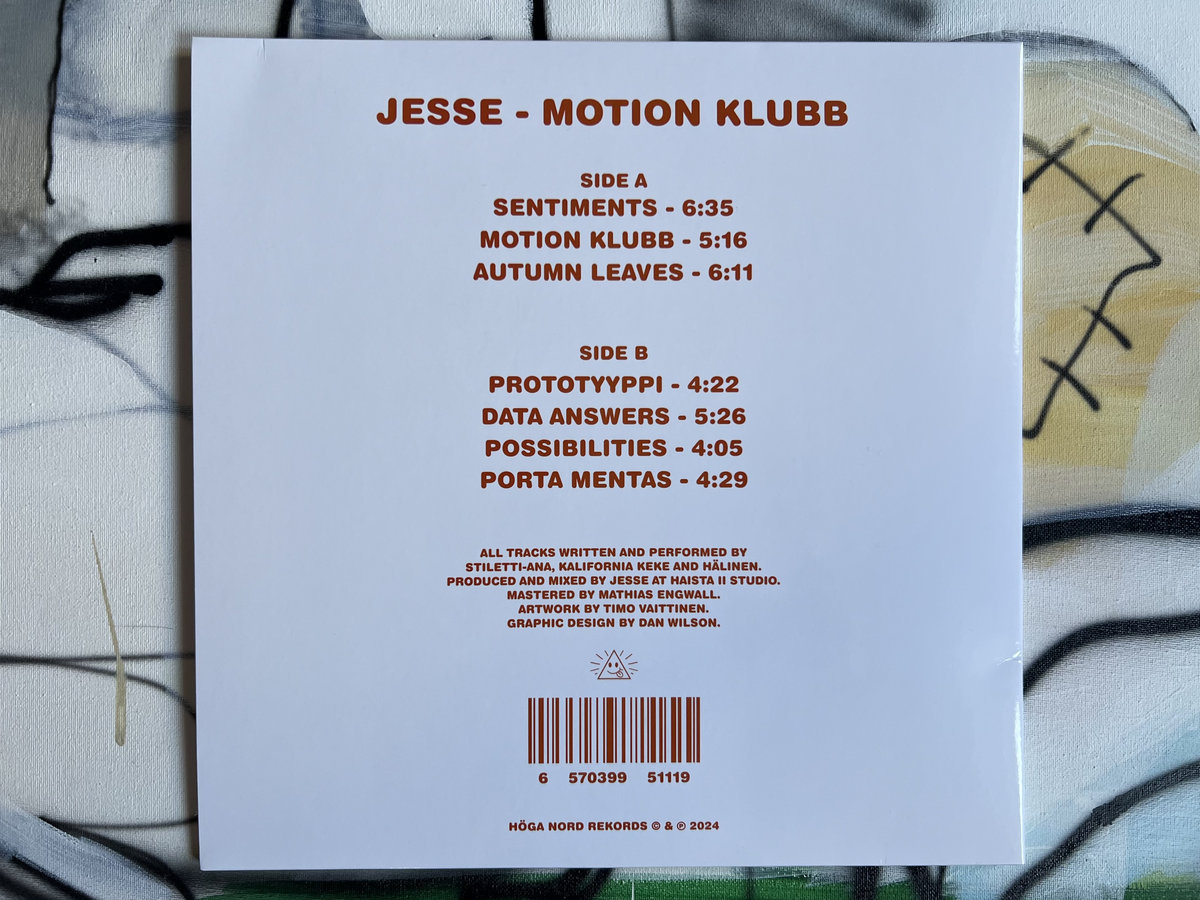 JESSE - MOTION KLUBB
SIDE A
SENTIMENTS - 6:35
MOTION KLUBB - 5:16
AUTUMN LEAVES - 6:11
SIDE B
PROTOTYYPPI - 4:22
DATA ANSWERS - 5:26
POSSIBILITIES - 4:05
PORTA MENTAS - 4:29
ALL TRACKS WRITTEN AND PERFORMED BY
STILETTI-ANA, KALIFORNIA KEKE AND HÄLINEN.
PRODUCED AND MIXED BY JESSE AT HAISTA II STUDIO.
MASTERED BY MATHIAS ENGWALL.
ARTWORK BY TIMO VAITTINEN.
GRAPHIC DESIGN BY DAN WILSON.
6 570399 51119
HÖGA NORD REKORDS © & ℗ 2024